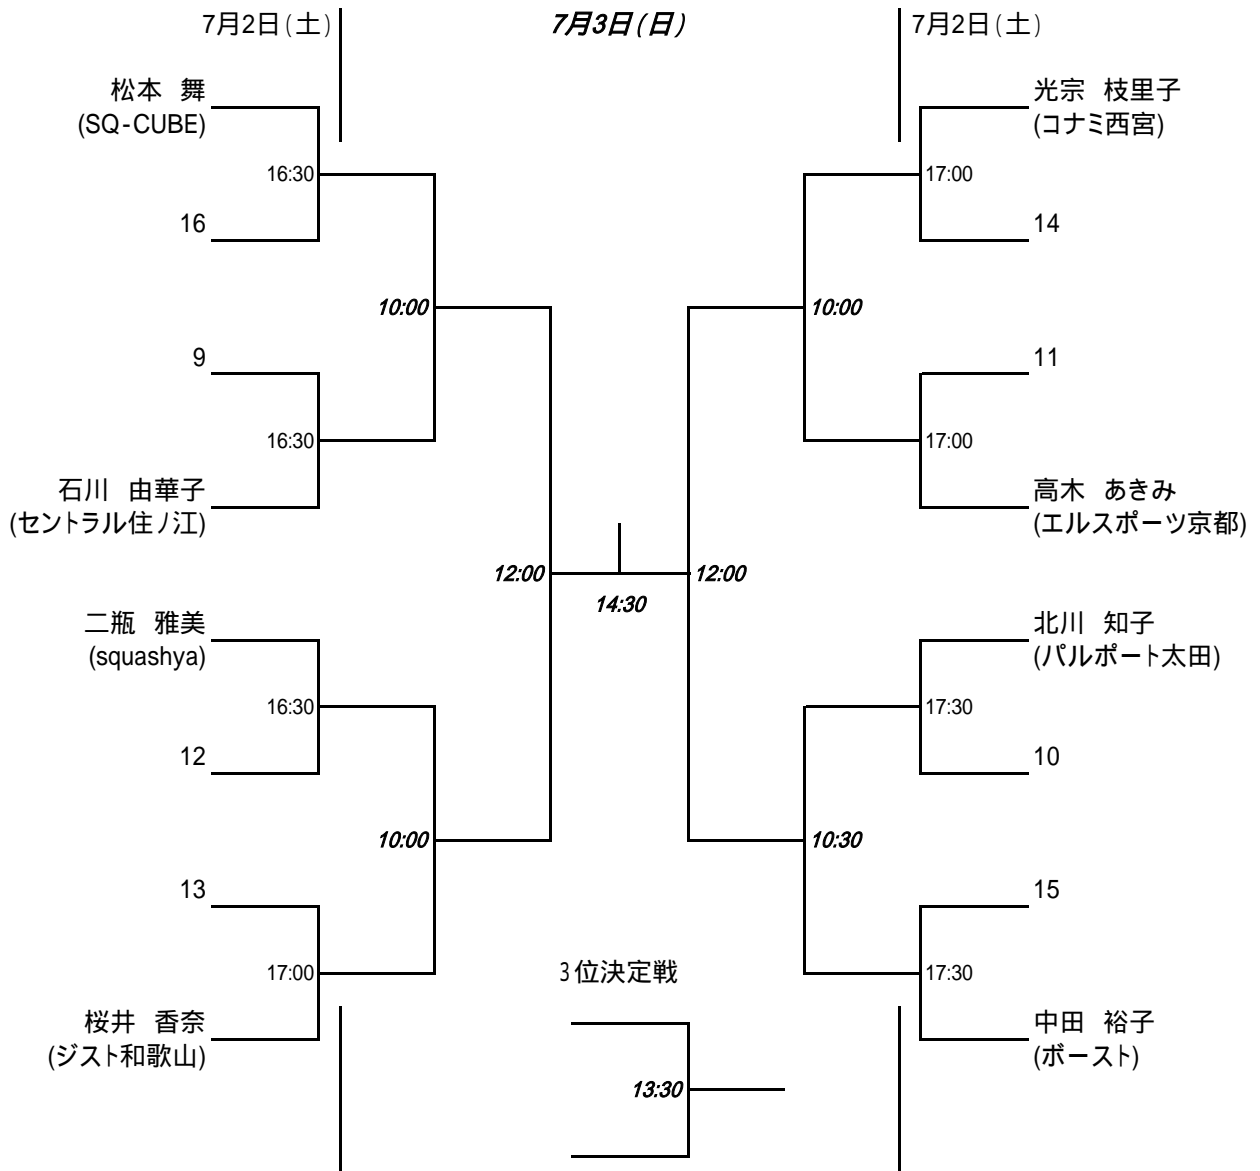 7月2日(土)
7月3日(日)
7月2日(土)
松本 舞
(SQ-CUBE)
16:30
16
10:00
9
16:30
石川 由華子
(セントラル住ノ江)
12:00
二瓶 雅美
(squashya)
16:30
12
10:00
13
17:00
桜井 香奈
(ジスト和歌山)
14:30
光宗 枝里子
(コナミ西宮)
17:00
14
10:00
11
17:00
高木 あきみ
(エルスポーツ京都)
12:00
北川 知子
(パルポート太田)
17:30
10
10:30
15
17:30
中田 裕子
(ボースト)
3位決定戦
13:30